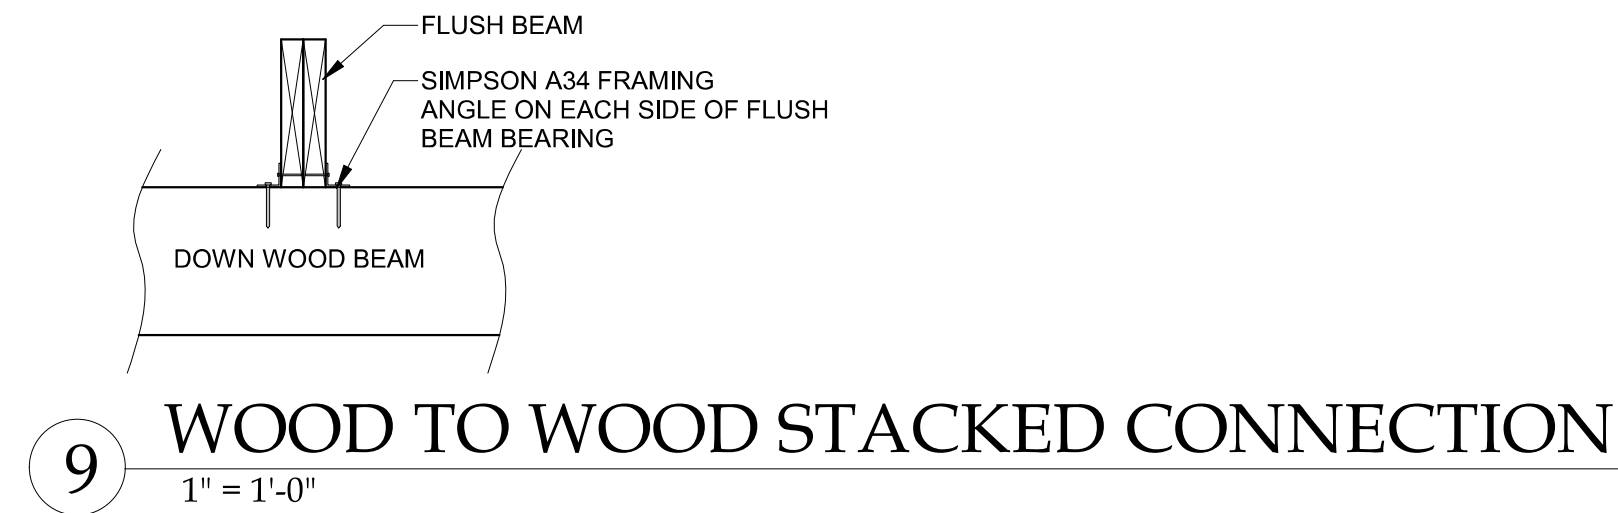 FLUSH BEAM
SIMPSON A34 FRAMING
ANGLE ON EACH SIDE OF FLUSH
BEAM BEARING
DOWN WOOD BEAM
9
WOOD TO WOOD STACKED CONNECTION
1" = 1'-0"